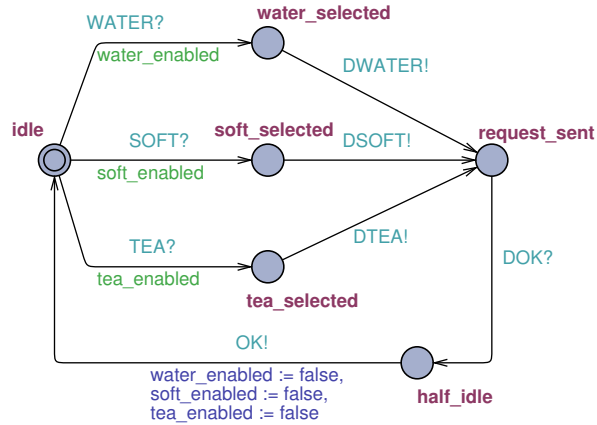 water_selected
WATER?
water_enabled
DWATER!
idle
SOFT?
soft_selected
DSOFT!
request_sent
soft_enabled
TEA?
DTEA!
tea_enabled
tea_selected
DOK?
OK!
water_enabled := false,
soft_enabled := false,
tea_enabled := false
half_idle